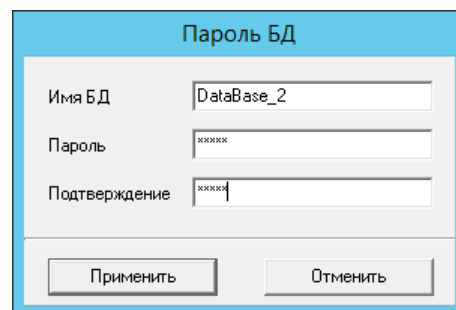 Пароль БД
Имя БД DataBase_2
Пароль *****
Подтверждение *****
Применить Отменить